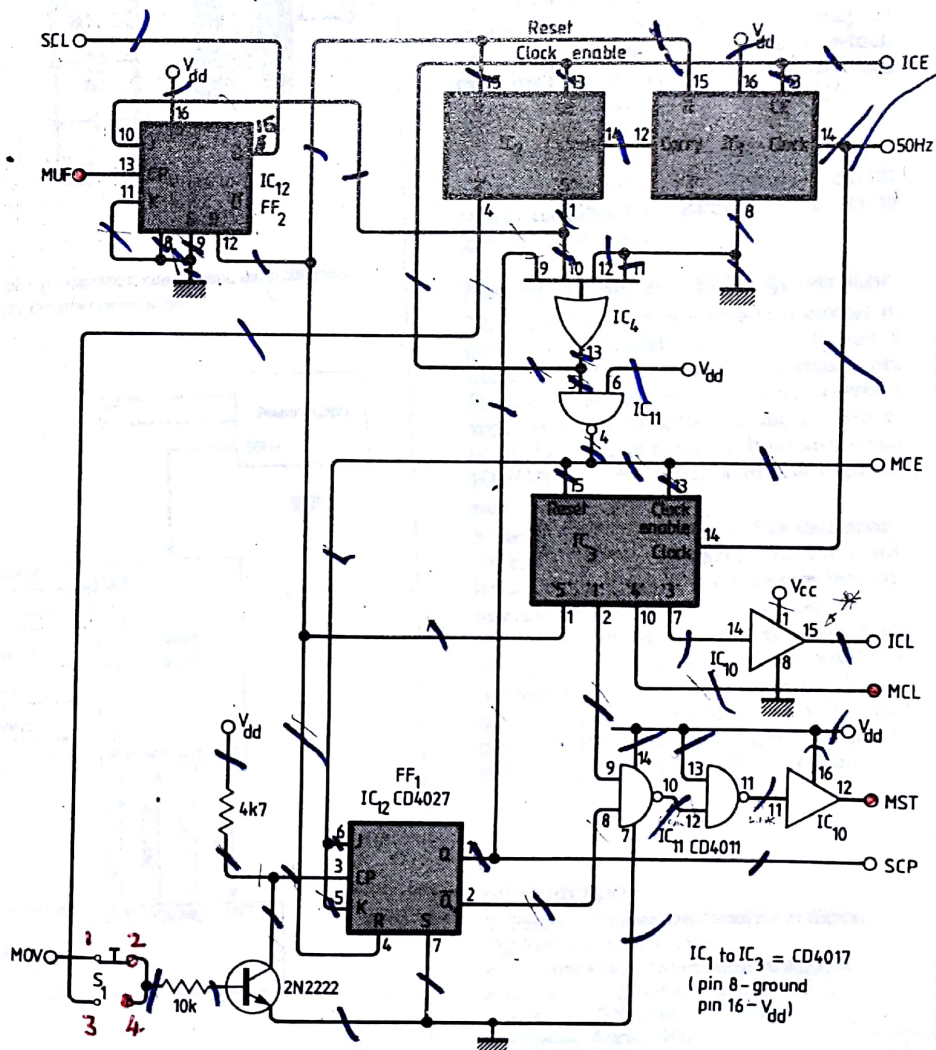 Reset
SCL
Clock enable
Vdd
Vdd
ICE
15
13
15
16
13
16
10
15
14
12
14
Carry
Clock
50Hz
MUF
13
CP
11
K
IC12
FF2
8
9
12
4
1
8
9
10
12
11
IC4
13
5
6
Vdd
IC11
4
MCE
15
13
Reset
Clock
enable
IC3
Clock
14
'5'
'1'
'4'
'3'
1
2
10
7
Vcc
1
14
15
ICL
IC10
8
MCL
Vdd
Vdd
14
16
FF1
IC12 CD4027
9
13
10
11
12
MST
4k7
8
7
12
11
IC10
IC11 CD4011
6
J
Q
1
3
CP
SCP
5
K
Q
2
R
S
4
7
MOV
1
T
2
S1
10k
2N2222
3
4
IC1 to IC3 = CD4017
(pin 8-ground
pin 16-Vdd)